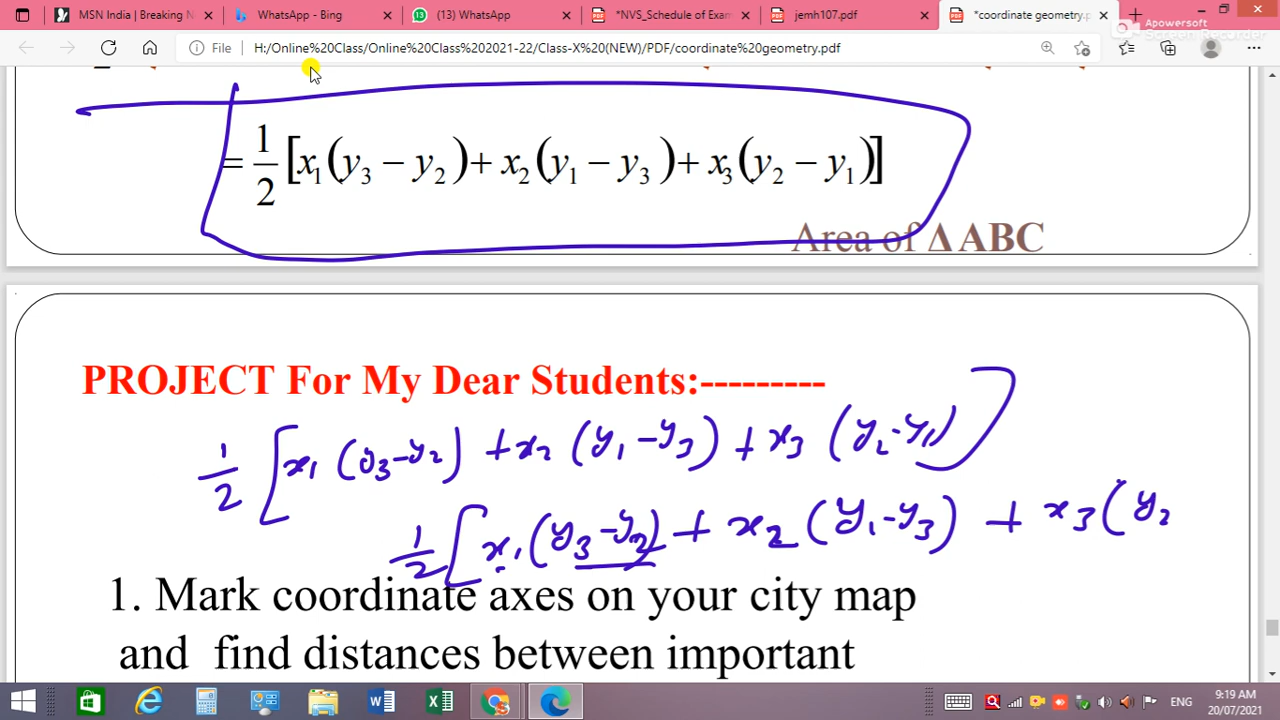 MSN India | Breaking N
WhatsApp - Bing
(13) WhatsApp
*NVS_Schedule of Exam
jemh107.pdf
*coordinate geometry.p
Apowersoft
Screen Recorder
File
H:/Online%20Class/Online%20Class%202021-22/Class-X%20(NEW)/PDF/coordinate%20geometry.pdf
= 1/2 [x₁(y₃ − y₂) + x₂(y₁ − y₃) + x₃(y₂ − y₁)]
Area of Δ ABC
PROJECT For My Dear Students:---------
1/2 [x₁ (y₃-y₂) + x₂ (y₁-y₃) + x₃ (y₂-y₁)]
1/2 [x₁(y₃-y₂) + x₂ (y₁-y₃) + x₃ (y₂
1. Mark coordinate axes on your city map
and find distances between important
ENG
9:19 AM
20/07/2021